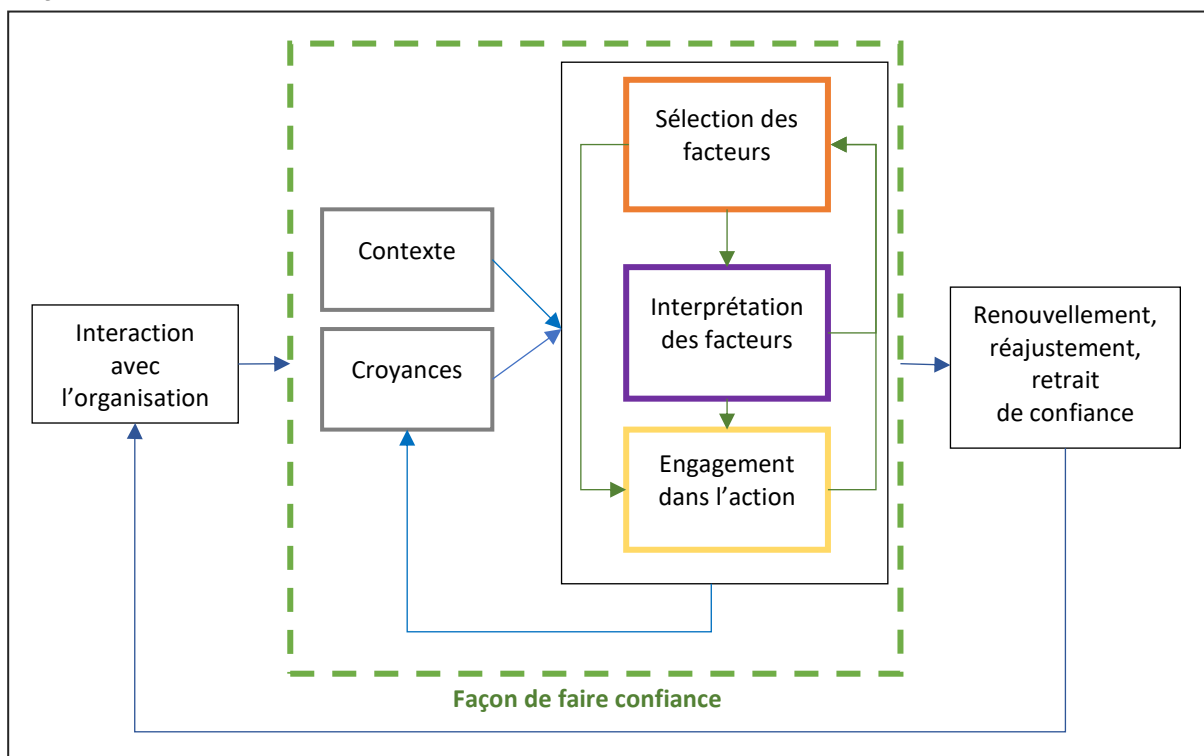 Sélection des
facteurs
Contexte
Interprétation
des facteurs
Interaction
avec
l'organisation
Croyances
Renouvellement,
réajustement,
retrait
de confiance
Engagement
dans l'action
Façon de faire confiance